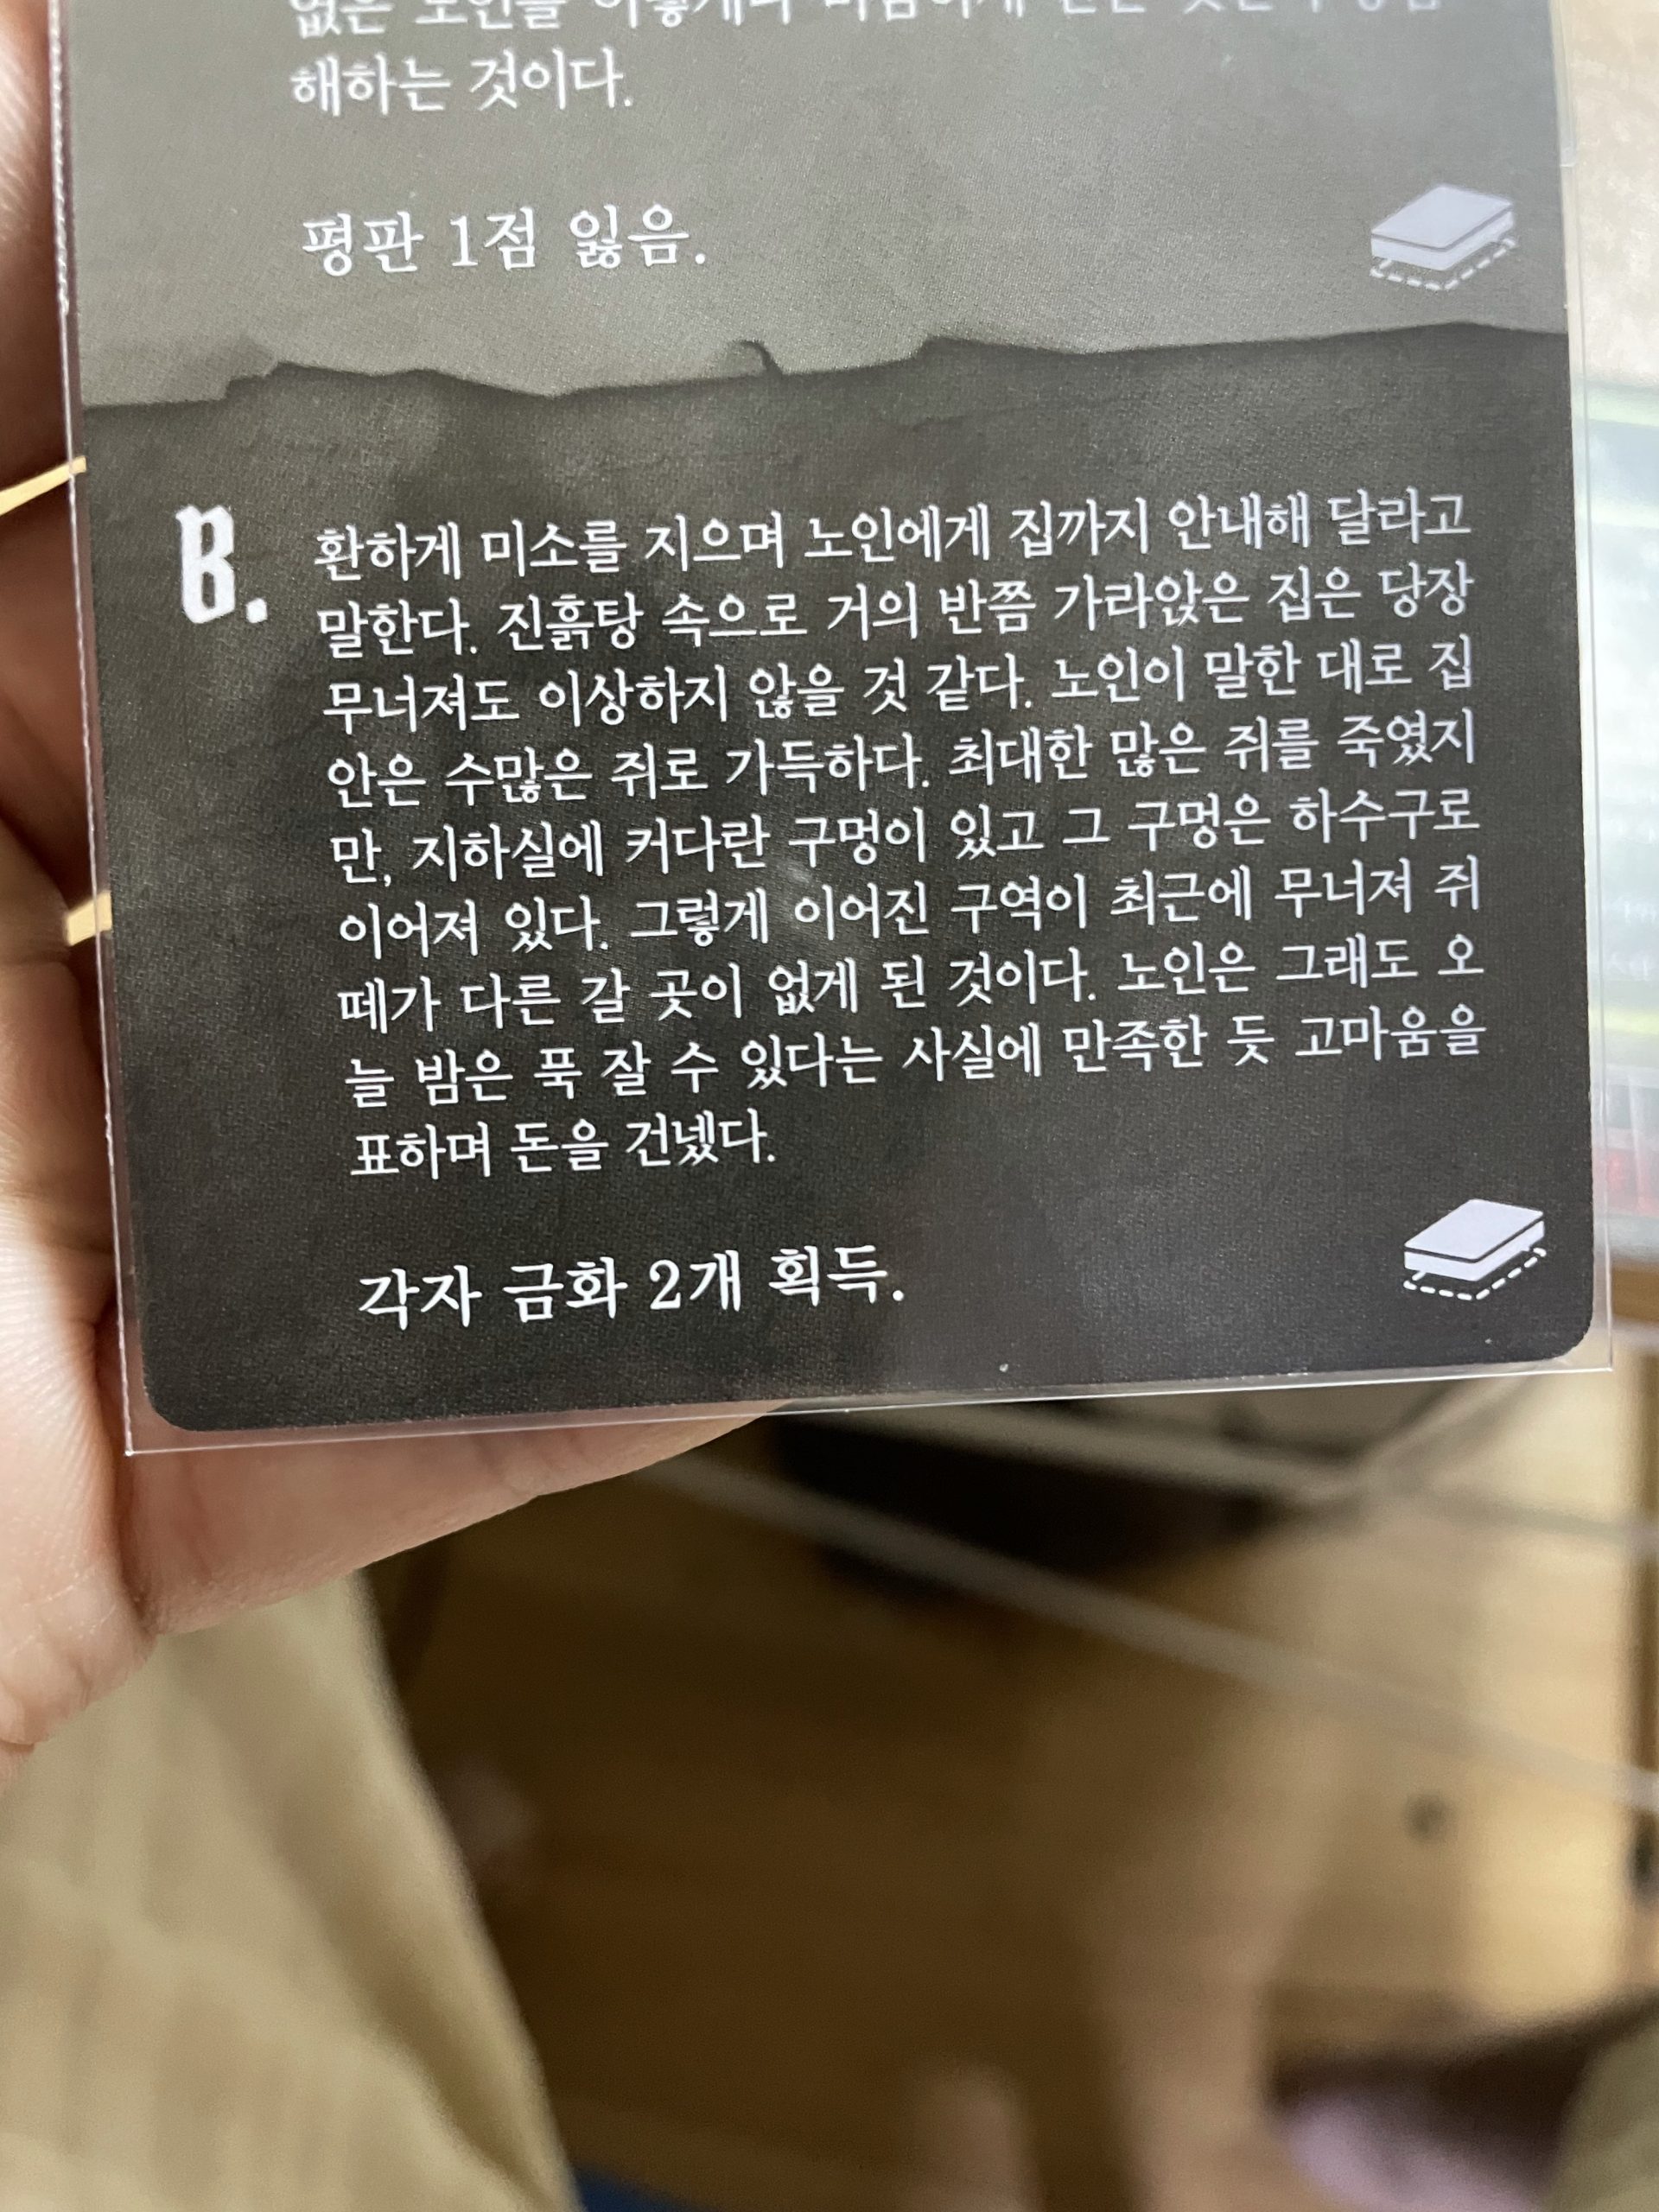 없은 노인을 이렇게나
해하는 것이다.
평판 1점 잃음.
B. 환하게 미소를 지으며 노인에게 집까지 안내해 달라고
말한다. 진흙탕 속으로 거의 반쯤 가라앉은 집은 당장
무너져도 이상하지 않을 것 같다. 노인이 말한 대로 집
안은 수많은 쥐로 가득하다. 최대한 많은 쥐를 죽였지
만, 지하실에 커다란 구멍이 있고 그 구멍은 하수구로
이어져 있다. 그렇게 이어진 구역이 최근에 무너져 쥐
떼가 다른 갈 곳이 없게 된 것이다. 노인은 그래도 오
늘 밤은 푹 잘 수 있다는 사실에 만족한 듯 고마움을
표하며 돈을 건넸다.
각자 금화 2개 획득.